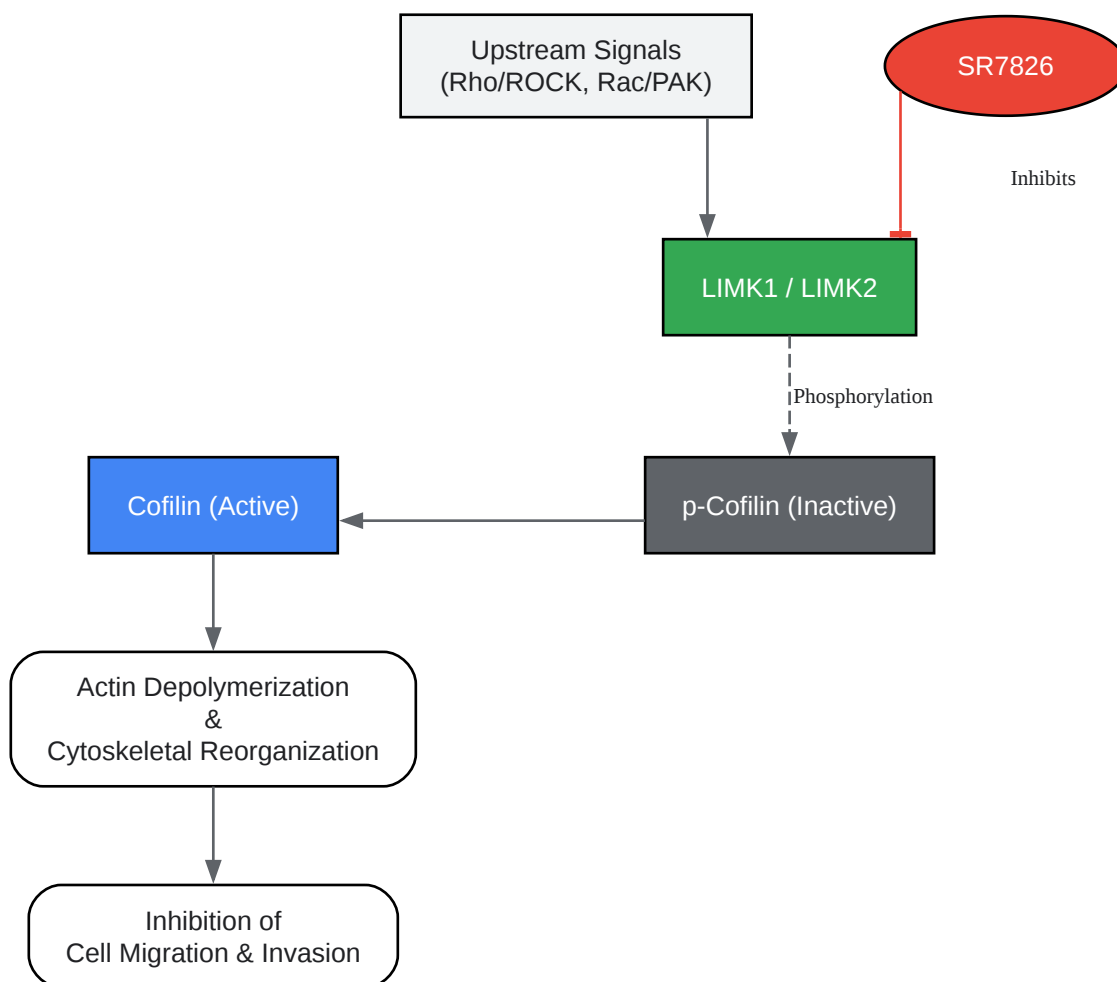 Upstream Signals
(Rho/ROCK, Rac/PAK)
SR7826
Inhibits
LIMK1 / LIMK2
Phosphorylation
Cofilin (Active)
p-Cofilin (Inactive)
Actin Depolymerization
&
Cytoskeletal Reorganization
Inhibition of
Cell Migration & Invasion